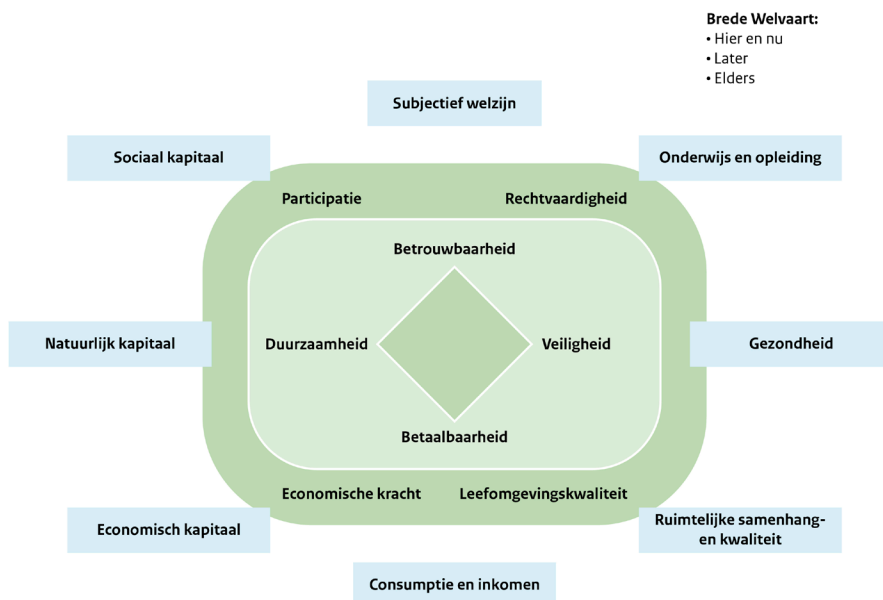 Brede Welvaart:
• Hier en nu
• Later
• Elders
Subjectief welzijn
Sociaal kapitaal
Onderwijs en opleiding
Participatie
Rechtvaardigheid
Betrouwbaarheid
Natuurlijk kapitaal
Duurzaamheid
Veiligheid
Gezondheid
Betaalbaarheid
Economische kracht
Leefomgevingskwaliteit
Economisch kapitaal
Ruimtelijke samenhang-
en kwaliteit
Consumptie en inkomen